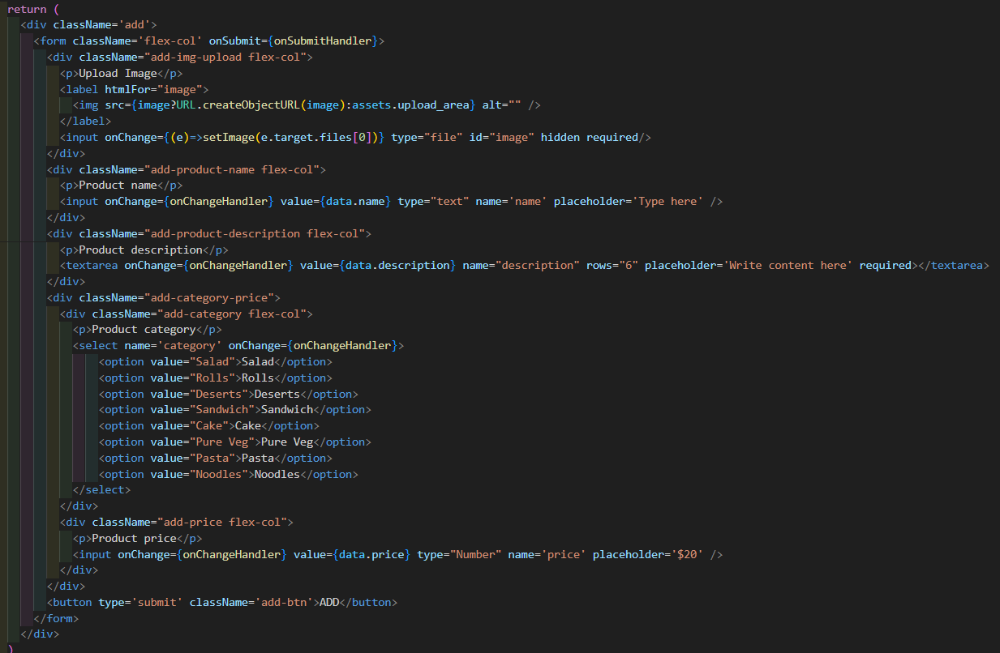 return (
<div className='add'>
<form className='flex-col' onSubmit={onSubmitHandler}>
<div className="add-img-upload flex-col">
<p>Upload Image</p>
<label htmlFor="image">
<img src={image?URL.createObjectURL(image):assets.upload_area} alt="" />
</label>
<input onChange={(e)=>setImage(e.target.files[0])} type="file" id="image" hidden required/>
</div>
<div className="add-product-name flex-col">
<p>Product name</p>
<input onChange={onChangeHandler} value={data.name} type="text" name='name' placeholder='Type here' />
</div>
<div className="add-product-description flex-col">
<p>Product description</p>
<textarea onChange={onChangeHandler} value={data.description} name="description" rows="6" placeholder='Write content here' required></textarea>
</div>
<div className="add-category-price">
<div className="add-category flex-col">
<p>Product category</p>
<select name='category' onChange={onChangeHandler}>
<option value="Salad">Salad</option>
<option value="Rolls">Rolls</option>
<option value="Deserts">Deserts</option>
<option value="Sandwich">Sandwich</option>
<option value="Cake">Cake</option>
<option value="Pure Veg">Pure Veg</option>
<option value="Pasta">Pasta</option>
<option value="Noodles">Noodles</option>
</select>
</div>
<div className="add-price flex-col">
<p>Product price</p>
<input onChange={onChangeHandler} value={data.price} type="Number" name='price' placeholder='$20' />
</div>
</div>
<button type='submit' className='add-btn'>ADD</button>
</form>
</div>
)